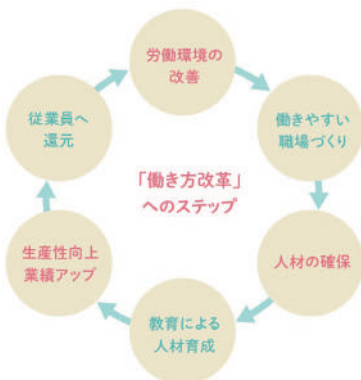 労働環境の
改善
働きやすい
職場づくり
人材の確保
教育による
人材育成
生産性向上
業績アップ
従業員へ
還元
「働き方改革」
へのステップ